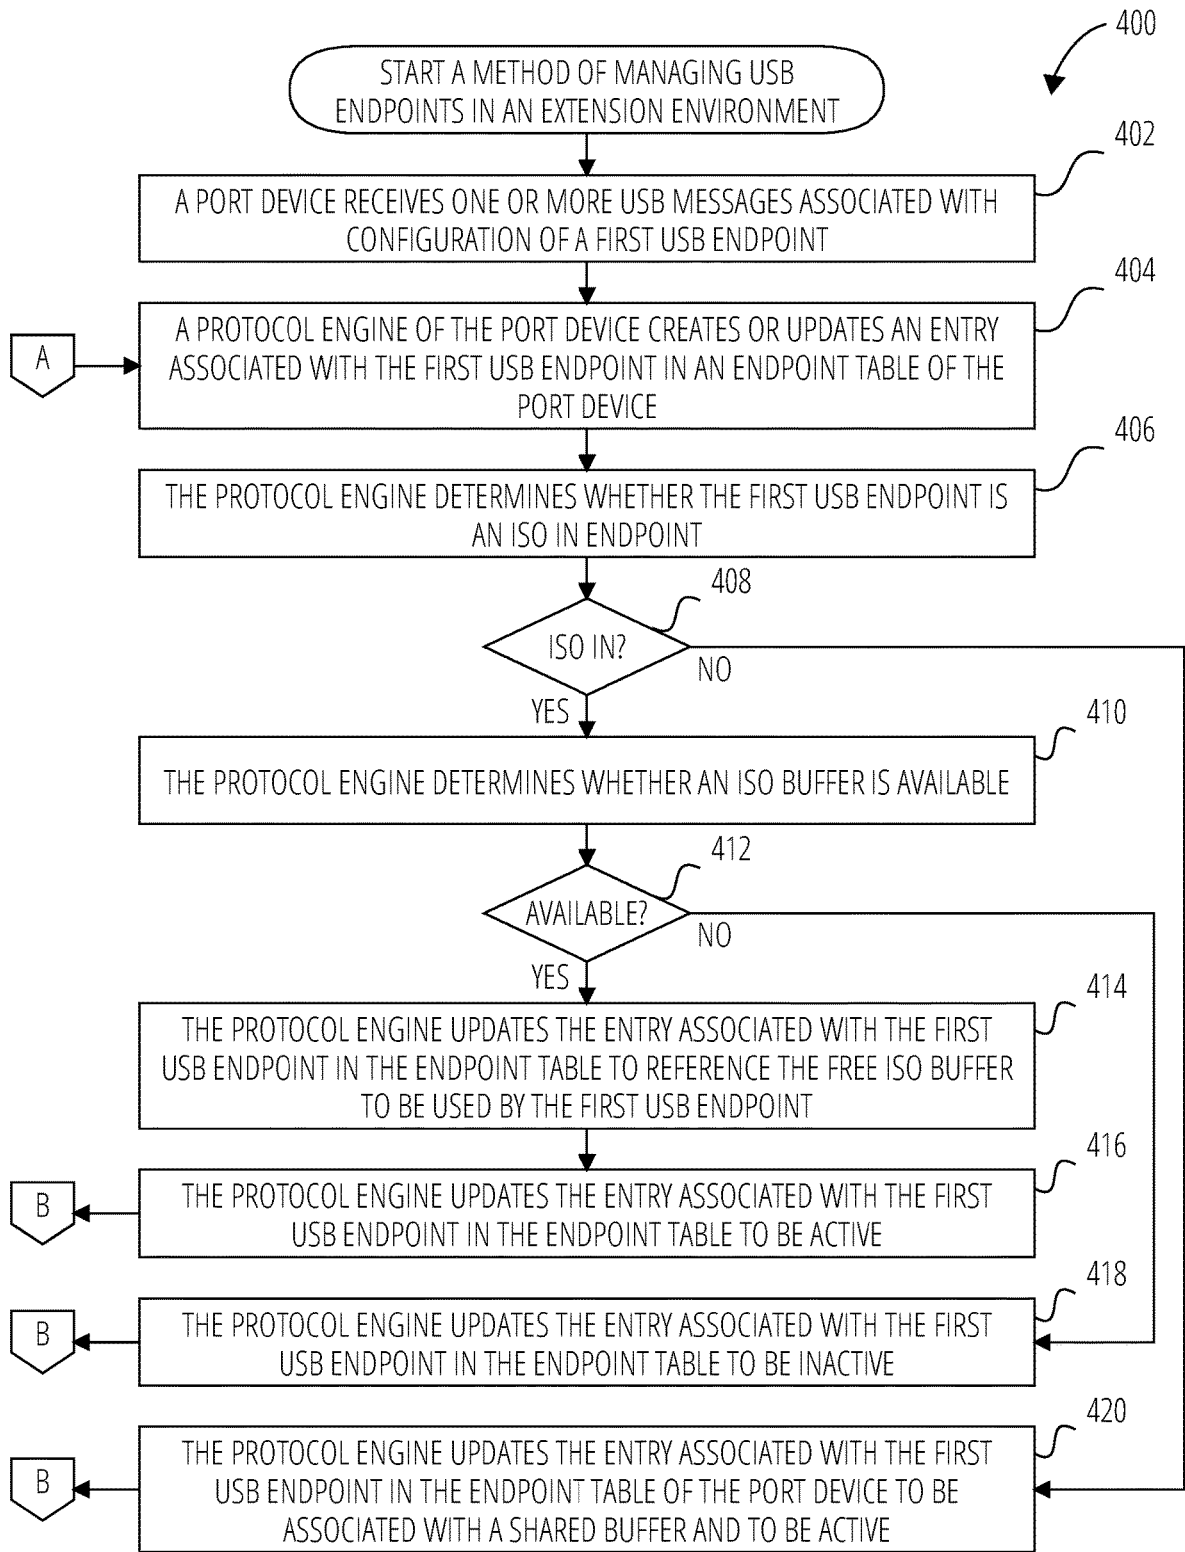 400
START A METHOD OF MANAGING USB
ENDPOINTS IN AN EXTENSION ENVIRONMENT
402
A PORT DEVICE RECEIVES ONE OR MORE USB MESSAGES ASSOCIATED WITH
CONFIGURATION OF A FIRST USB ENDPOINT
404
A
A PROTOCOL ENGINE OF THE PORT DEVICE CREATES OR UPDATES AN ENTRY
ASSOCIATED WITH THE FIRST USB ENDPOINT IN AN ENDPOINT TABLE OF THE
PORT DEVICE
406
THE PROTOCOL ENGINE DETERMINES WHETHER THE FIRST USB ENDPOINT IS
AN ISO IN ENDPOINT
408
ISO IN?
NO
YES
410
THE PROTOCOL ENGINE DETERMINES WHETHER AN ISO BUFFER IS AVAILABLE
412
AVAILABLE?
NO
YES
414
THE PROTOCOL ENGINE UPDATES THE ENTRY ASSOCIATED WITH THE FIRST
USB ENDPOINT IN THE ENDPOINT TABLE TO REFERENCE THE FREE ISO BUFFER
TO BE USED BY THE FIRST USB ENDPOINT
416
B
THE PROTOCOL ENGINE UPDATES THE ENTRY ASSOCIATED WITH THE FIRST
USB ENDPOINT IN THE ENDPOINT TABLE TO BE ACTIVE
418
B
THE PROTOCOL ENGINE UPDATES THE ENTRY ASSOCIATED WITH THE FIRST
USB ENDPOINT IN THE ENDPOINT TABLE TO BE INACTIVE
420
B
THE PROTOCOL ENGINE UPDATES THE ENTRY ASSOCIATED WITH THE FIRST
USB ENDPOINT IN THE ENDPOINT TABLE OF THE PORT DEVICE TO BE
ASSOCIATED WITH A SHARED BUFFER AND TO BE ACTIVE